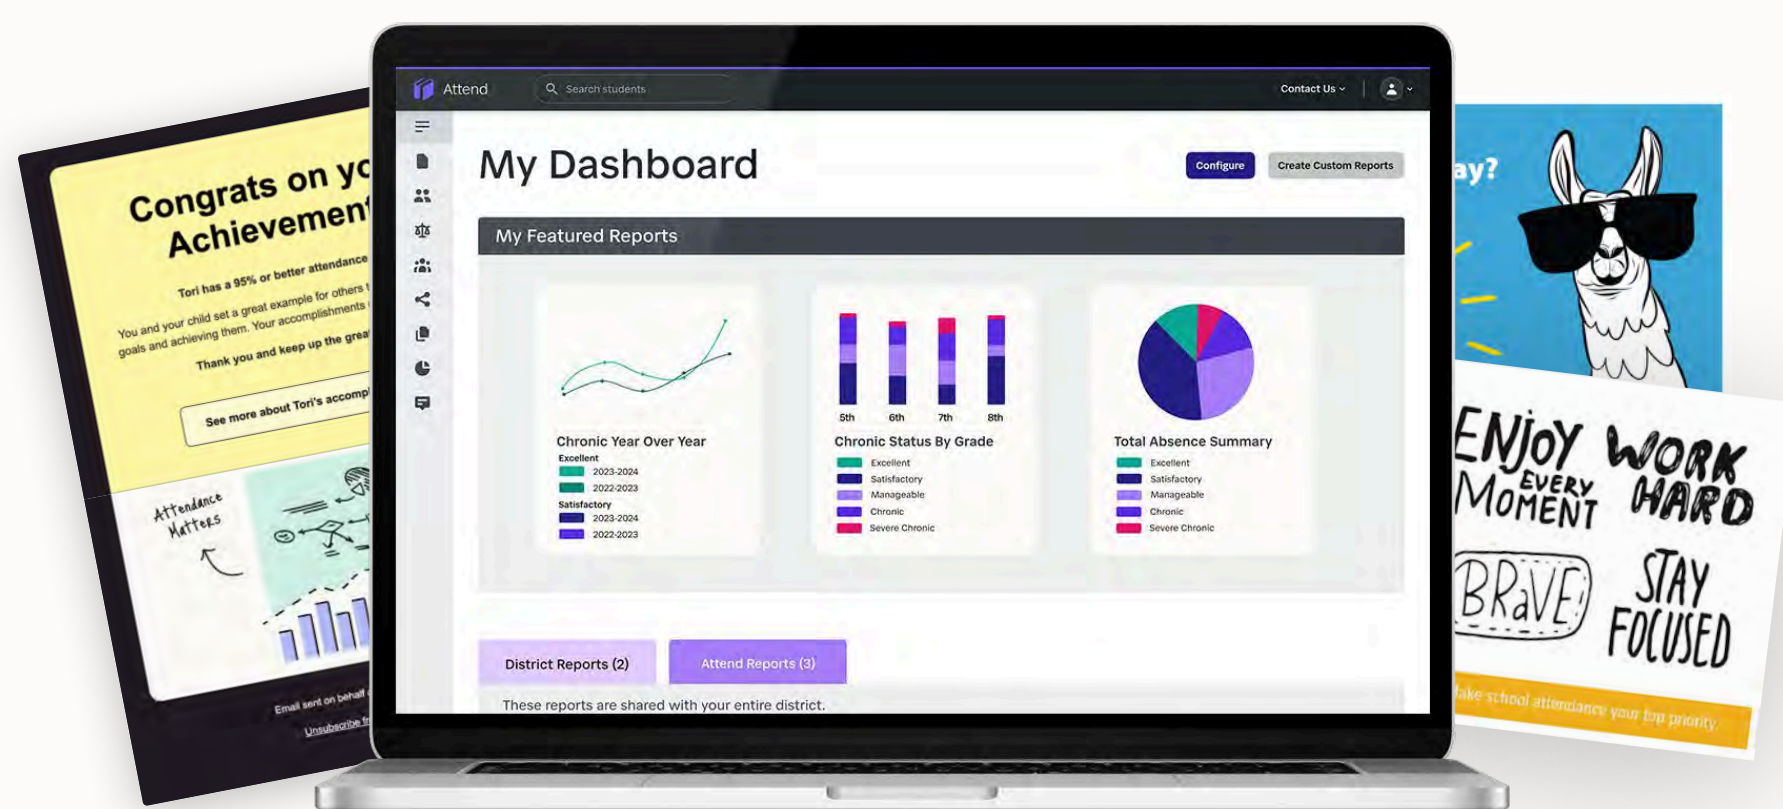 Attend
Search students
Contact Us
My Dashboard
Configure
Create Custom Reports
My Featured Reports
5th
6th
7th
8th
Chronic Year Over Year
Excellent
2023-2024
2022-2023
Satisfactory
2023-2024
2022-2023
Chronic Status By Grade
Excellent
Satisfactory
Manageable
Chronic
Severe Chronic
Total Absence Summary
Excellent
Satisfactory
Manageable
Chronic
Severe Chronic
District Reports (2)
Attend Reports (3)
These reports are shared with your entire district.
Congrats on yo
Achievement
Tori has a 95% or better attendance
You and your child set a great example for others
goals and achieving them. Your accomplishments
Thank you and keep up the grea
See more about Tori's accomp
Attendance
Matters
Email sent on behalf
Unsubscribe fr
ay?
ENJOY
EVERY
MOMENT
WORK
HARD
BRaVE
STAY
FOCUSED
ake school attendance your top priority.